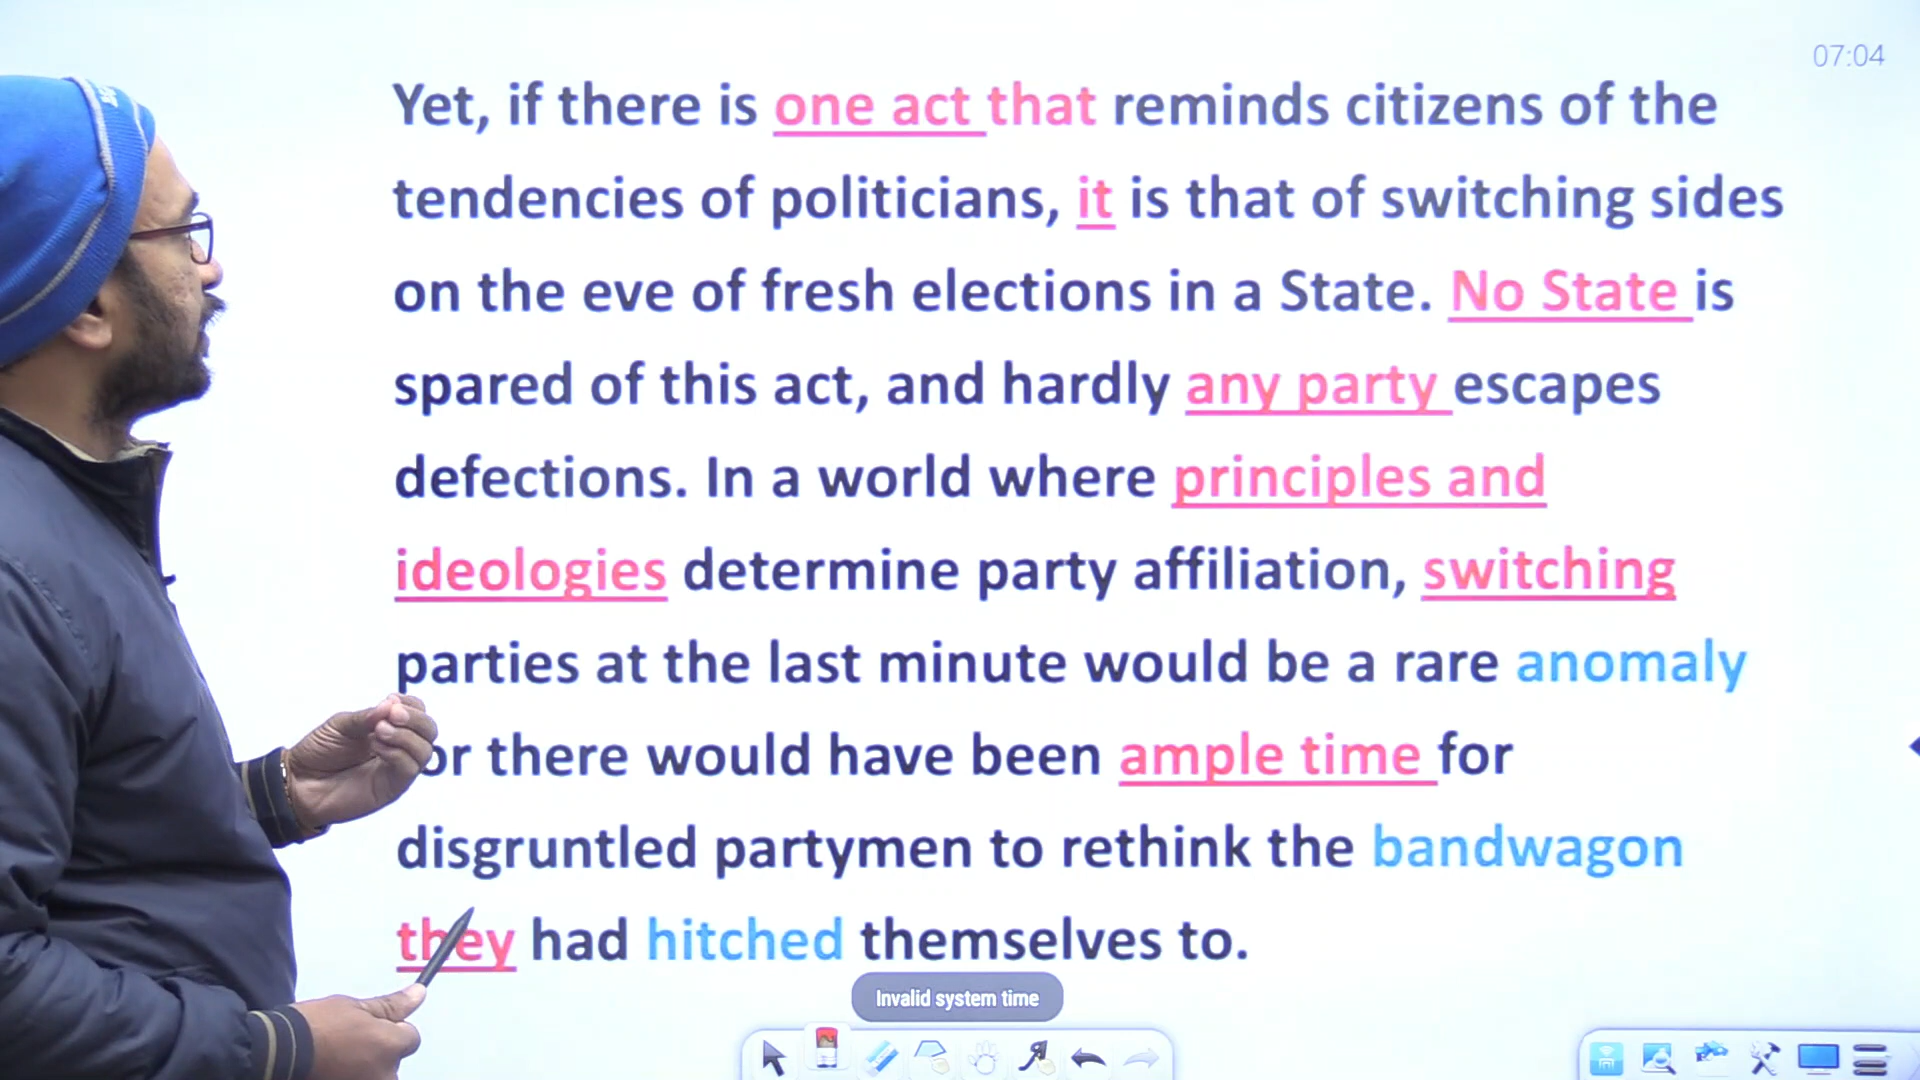 07:04
Yet, if there is one act that reminds citizens of the
tendencies of politicians, it is that of switching sides
on the eve of fresh elections in a State. No State is
spared of this act, and hardly any party escapes
defections. In a world where principles and
ideologies determine party affiliation, switching
parties at the last minute would be a rare anomaly
or there would have been ample time for
disgruntled partymen to rethink the bandwagon
they had hitched themselves to.
Invalid system time